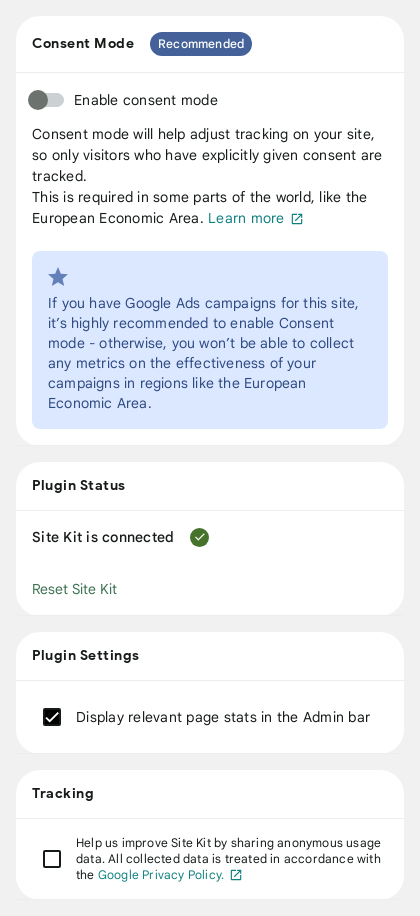 Consent Mode Recommended
Enable consent mode
Consent mode will help adjust tracking on your site,
so only visitors who have explicitly given consent are
tracked.
This is required in some parts of the world, like the
European Economic Area. Learn more
If you have Google Ads campaigns for this site,
it’s highly recommended to enable Consent
mode - otherwise, you won’t be able to collect
any metrics on the effectiveness of your
campaigns in regions like the European
Economic Area.
Plugin Status
Site Kit is connected
Reset Site Kit
Plugin Settings
Display relevant page stats in the Admin bar
Tracking
Help us improve Site Kit by sharing anonymous usage
data. All collected data is treated in accordance with
the Google Privacy Policy.